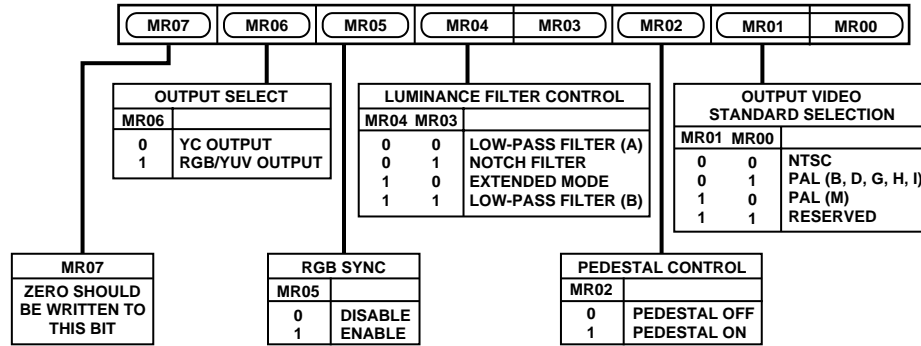 MR07 MR06 MR05 MR04 MR03 MR02 MR01 MR00
OUTPUT SELECT
MR06
0 YC OUTPUT
1 RGB/YUV OUTPUT
LUMINANCE FILTER CONTROL
MR04 MR03
0 0 LOW-PASS FILTER (A)
0 1 NOTCH FILTER
1 0 EXTENDED MODE
1 1 LOW-PASS FILTER (B)
OUTPUT VIDEO
STANDARD SELECTION
MR01 MR00
0 0 NTSC
0 1 PAL (B, D, G, H, I)
1 0 PAL (M)
1 1 RESERVED
MR07
ZERO SHOULD
BE WRITTEN TO
THIS BIT
RGB SYNC
MR05
0 DISABLE
1 ENABLE
PEDESTAL CONTROL
MR02
0 PEDESTAL OFF
1 PEDESTAL ON